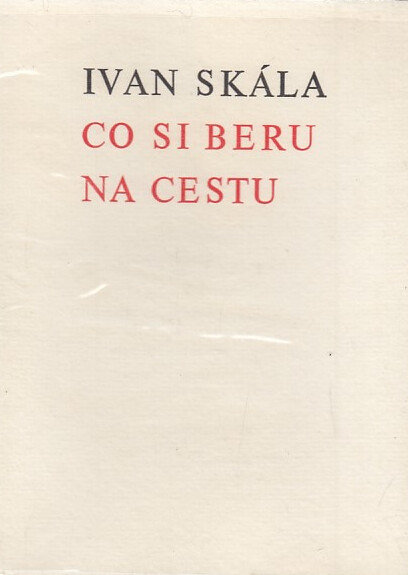 IVAN SKÁLA
CO SI BERU
NA CESTU